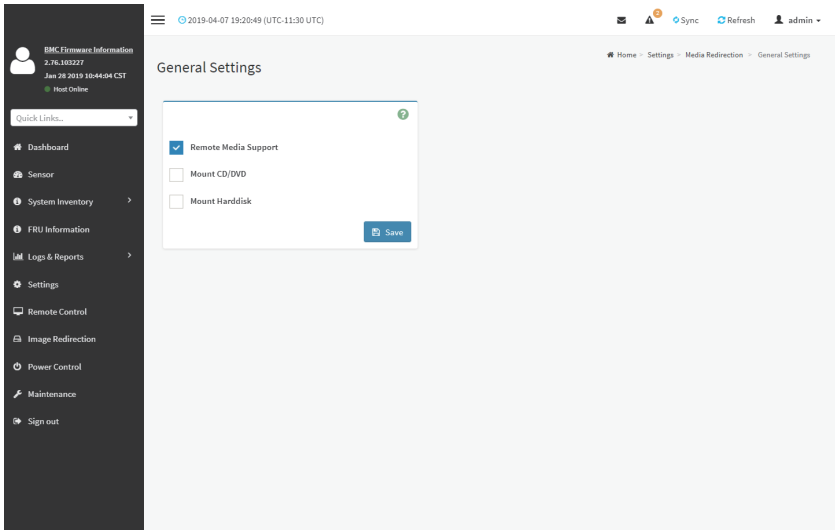 2019-04-07 19:20:49 (UTC-11:30 UTC)
2
Sync
Refresh
admin
BMC Firmware Information
2.76.103227
Jan 28 2019 10:44:04 CST
Host Online
Quick Links..
Dashboard
Sensor
System Inventory
FRU Information
Logs & Reports
Settings
Remote Control
Image Redirection
Power Control
Maintenance
Sign out
General Settings
Home > Settings > Media Redirection > General Settings
Remote Media Support
Mount CD/DVD
Mount Harddisk
Save